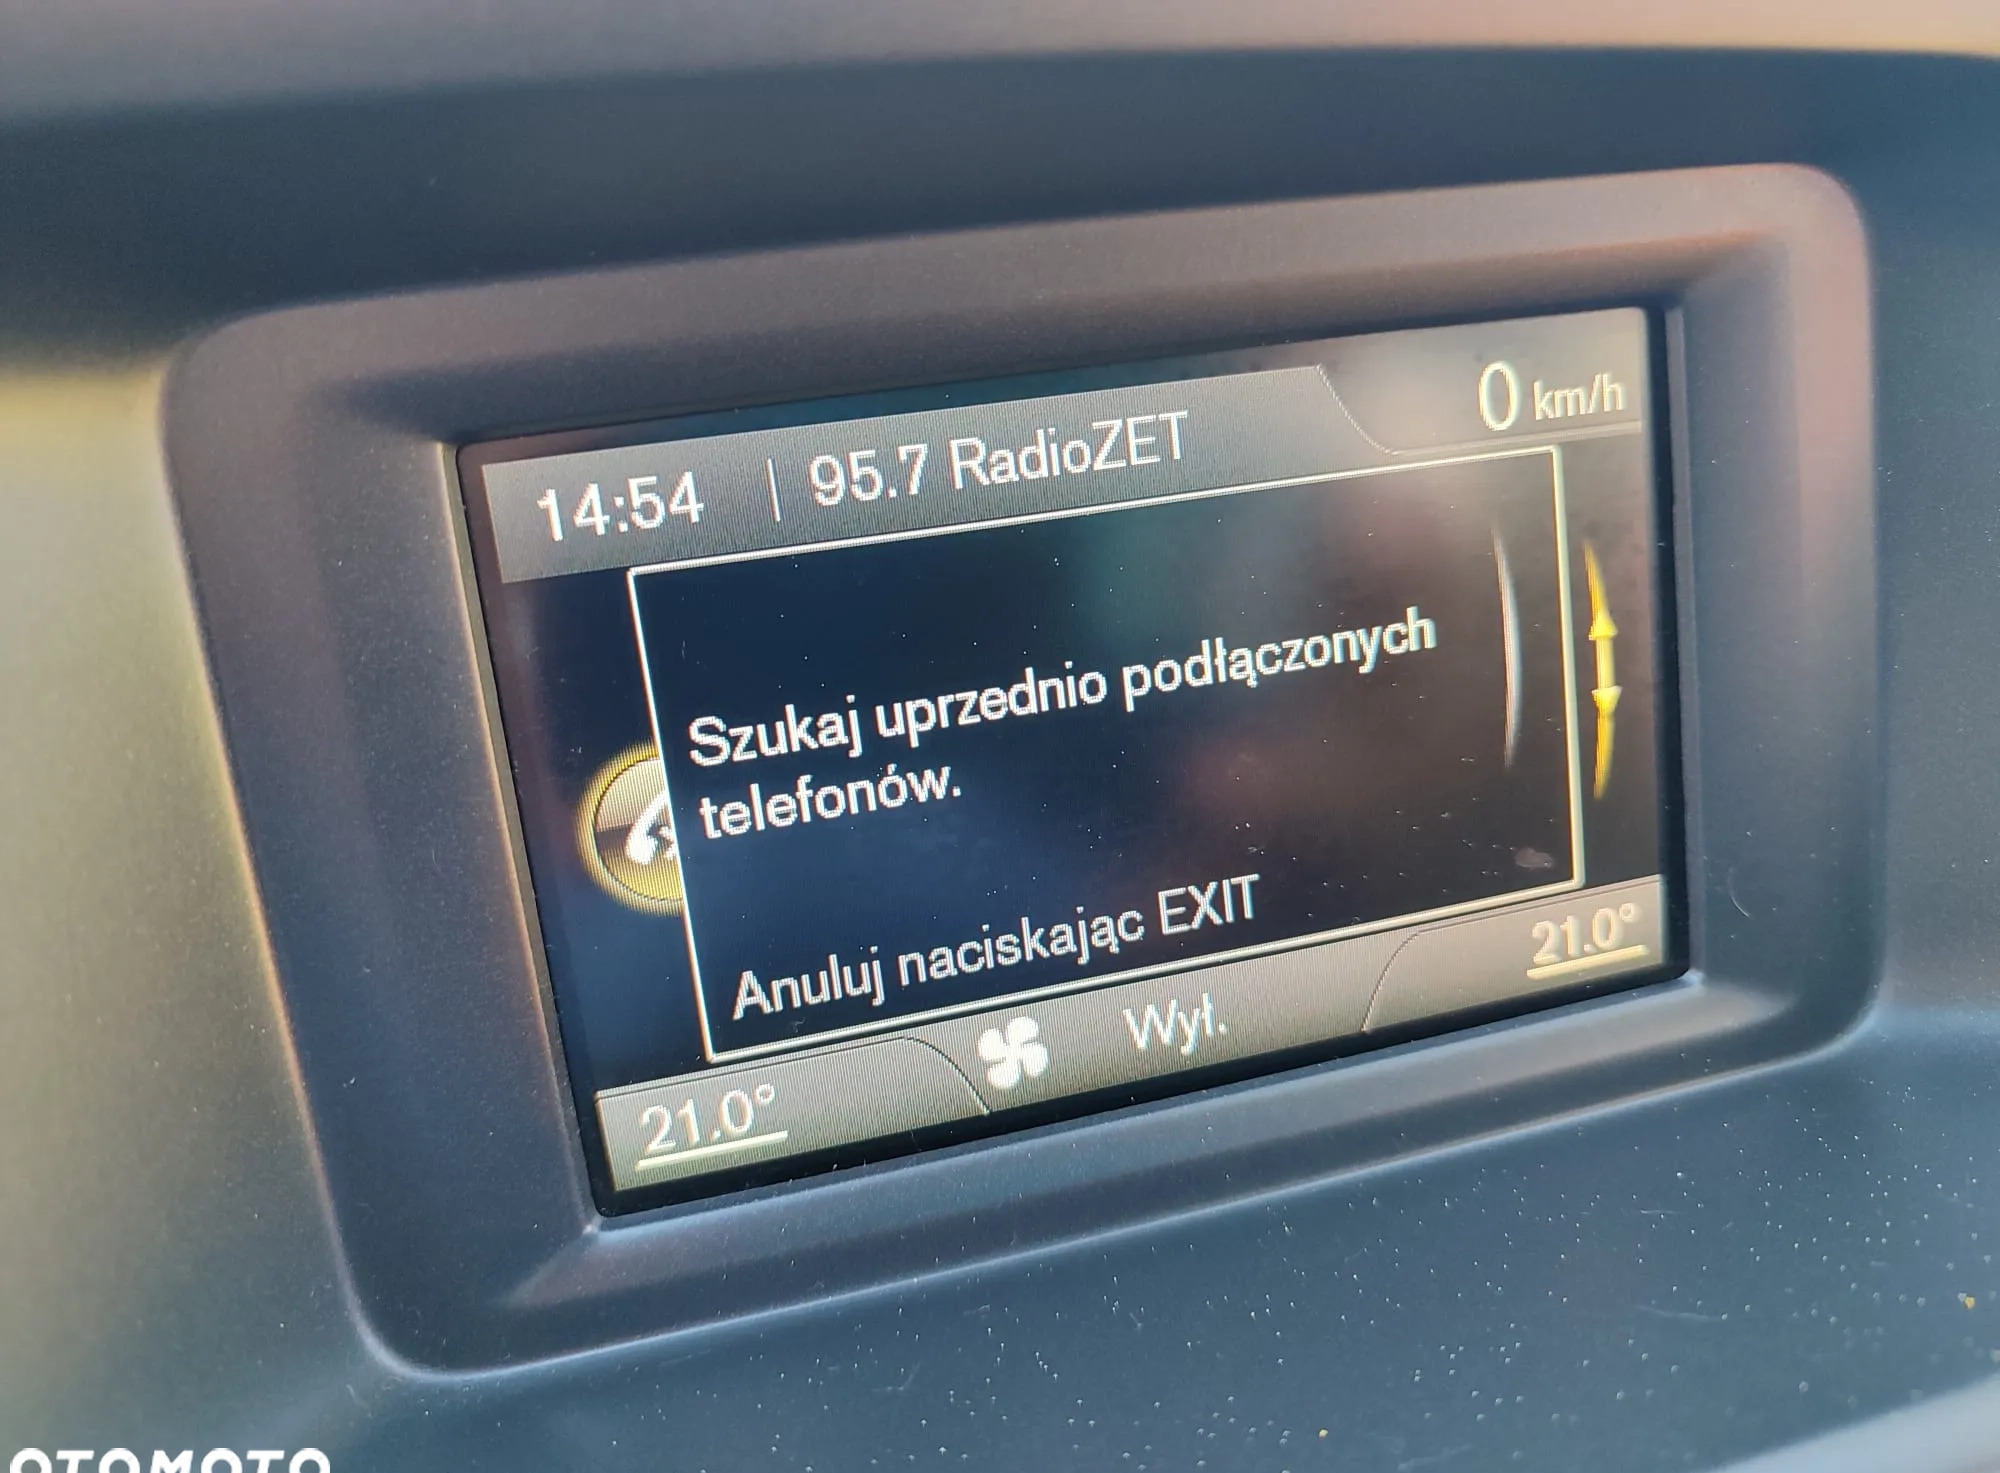 14:54 | 95.7 RadioZET
0 km/h
Szukaj uprzednio podłączonych
telefonów.
Anuluj naciskając EXIT
21.0°
Wył.
21.0°
OTOMOTO